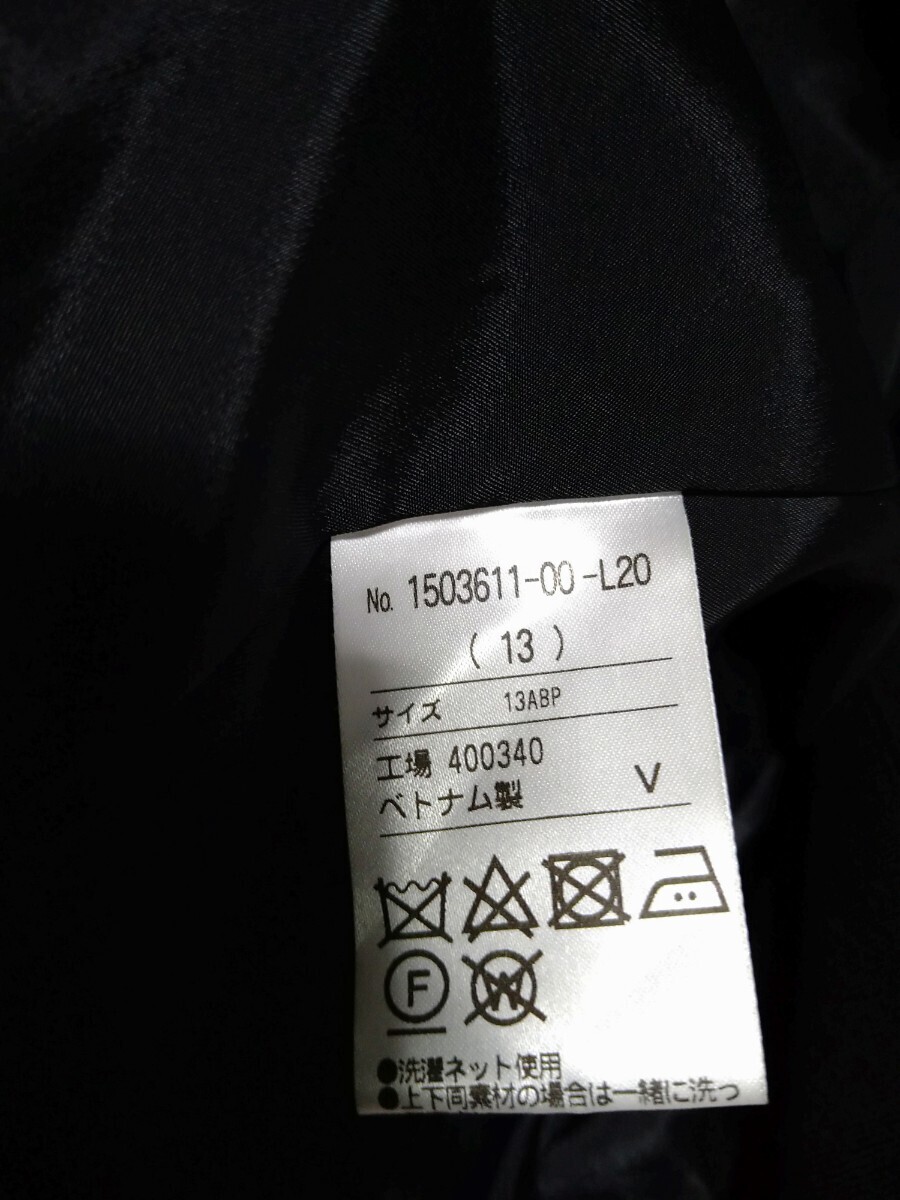 No. 1503611-00-L20
( 13 )
サイズ 13ABP
工場 400340
ベトナム製 V
F W
●洗濯ネット使用
●上下同素材の場合は一緒に洗っ